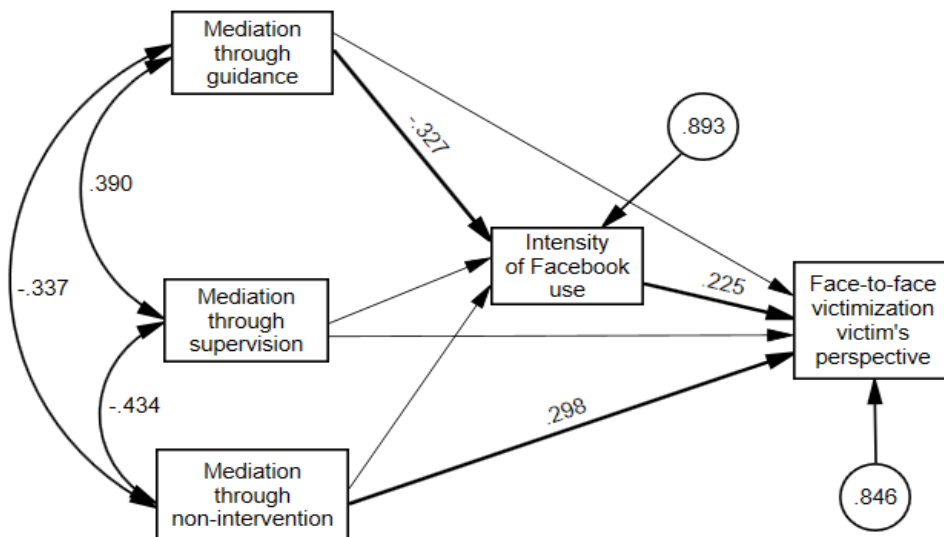 Mediation
through
guidance
-.327
.893
.390
Intensity
of Facebook
use
.225
Face-to-face
victimization
victim's
perspective
-.337
Mediation
through
supervision
-.434
.298
Mediation
through
non-intervention
.846